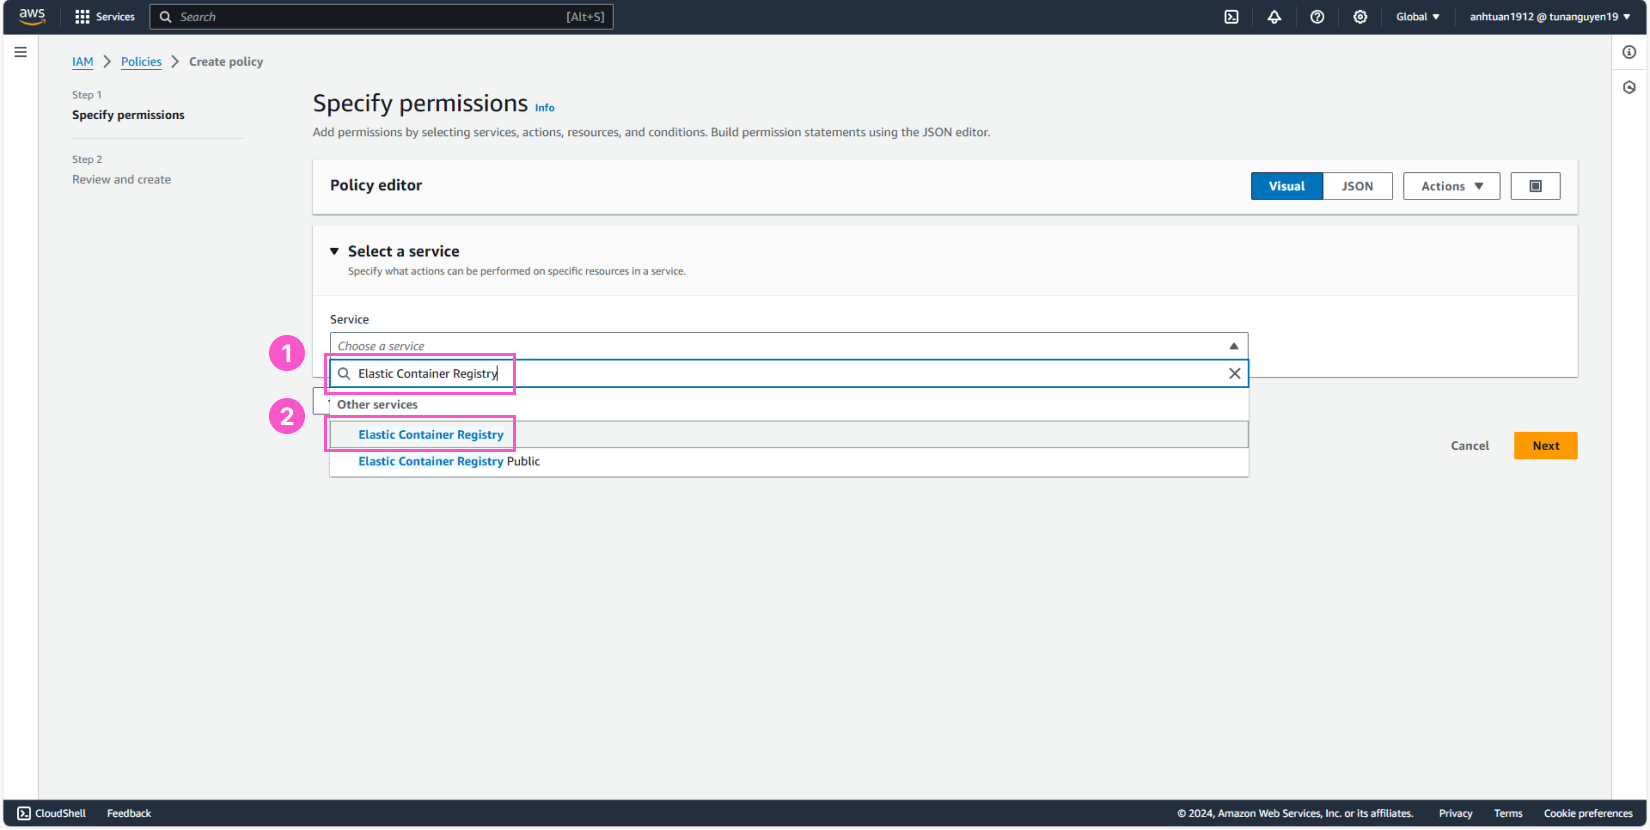 aws
Services
Search
[Alt+S]
Global
anhtuan1912 @ tunanguyen19
IAM
Policies
Create policy
Step 1
Specify permissions
Step 2
Review and create
Specify permissions Info
Add permissions by selecting services, actions, resources, and conditions. Build permission statements using the JSON editor.
Policy editor
Visual
JSON
Actions
Select a service
Specify what actions can be performed on specific resources in a service.
Service
Choose a service
1
Elastic Container Registry
Other services
2
Elastic Container Registry
Elastic Container Registry Public
Cancel
Next
CloudShell
Feedback
© 2024, Amazon Web Services, Inc. or its affiliates.
Privacy
Terms
Cookie preferences